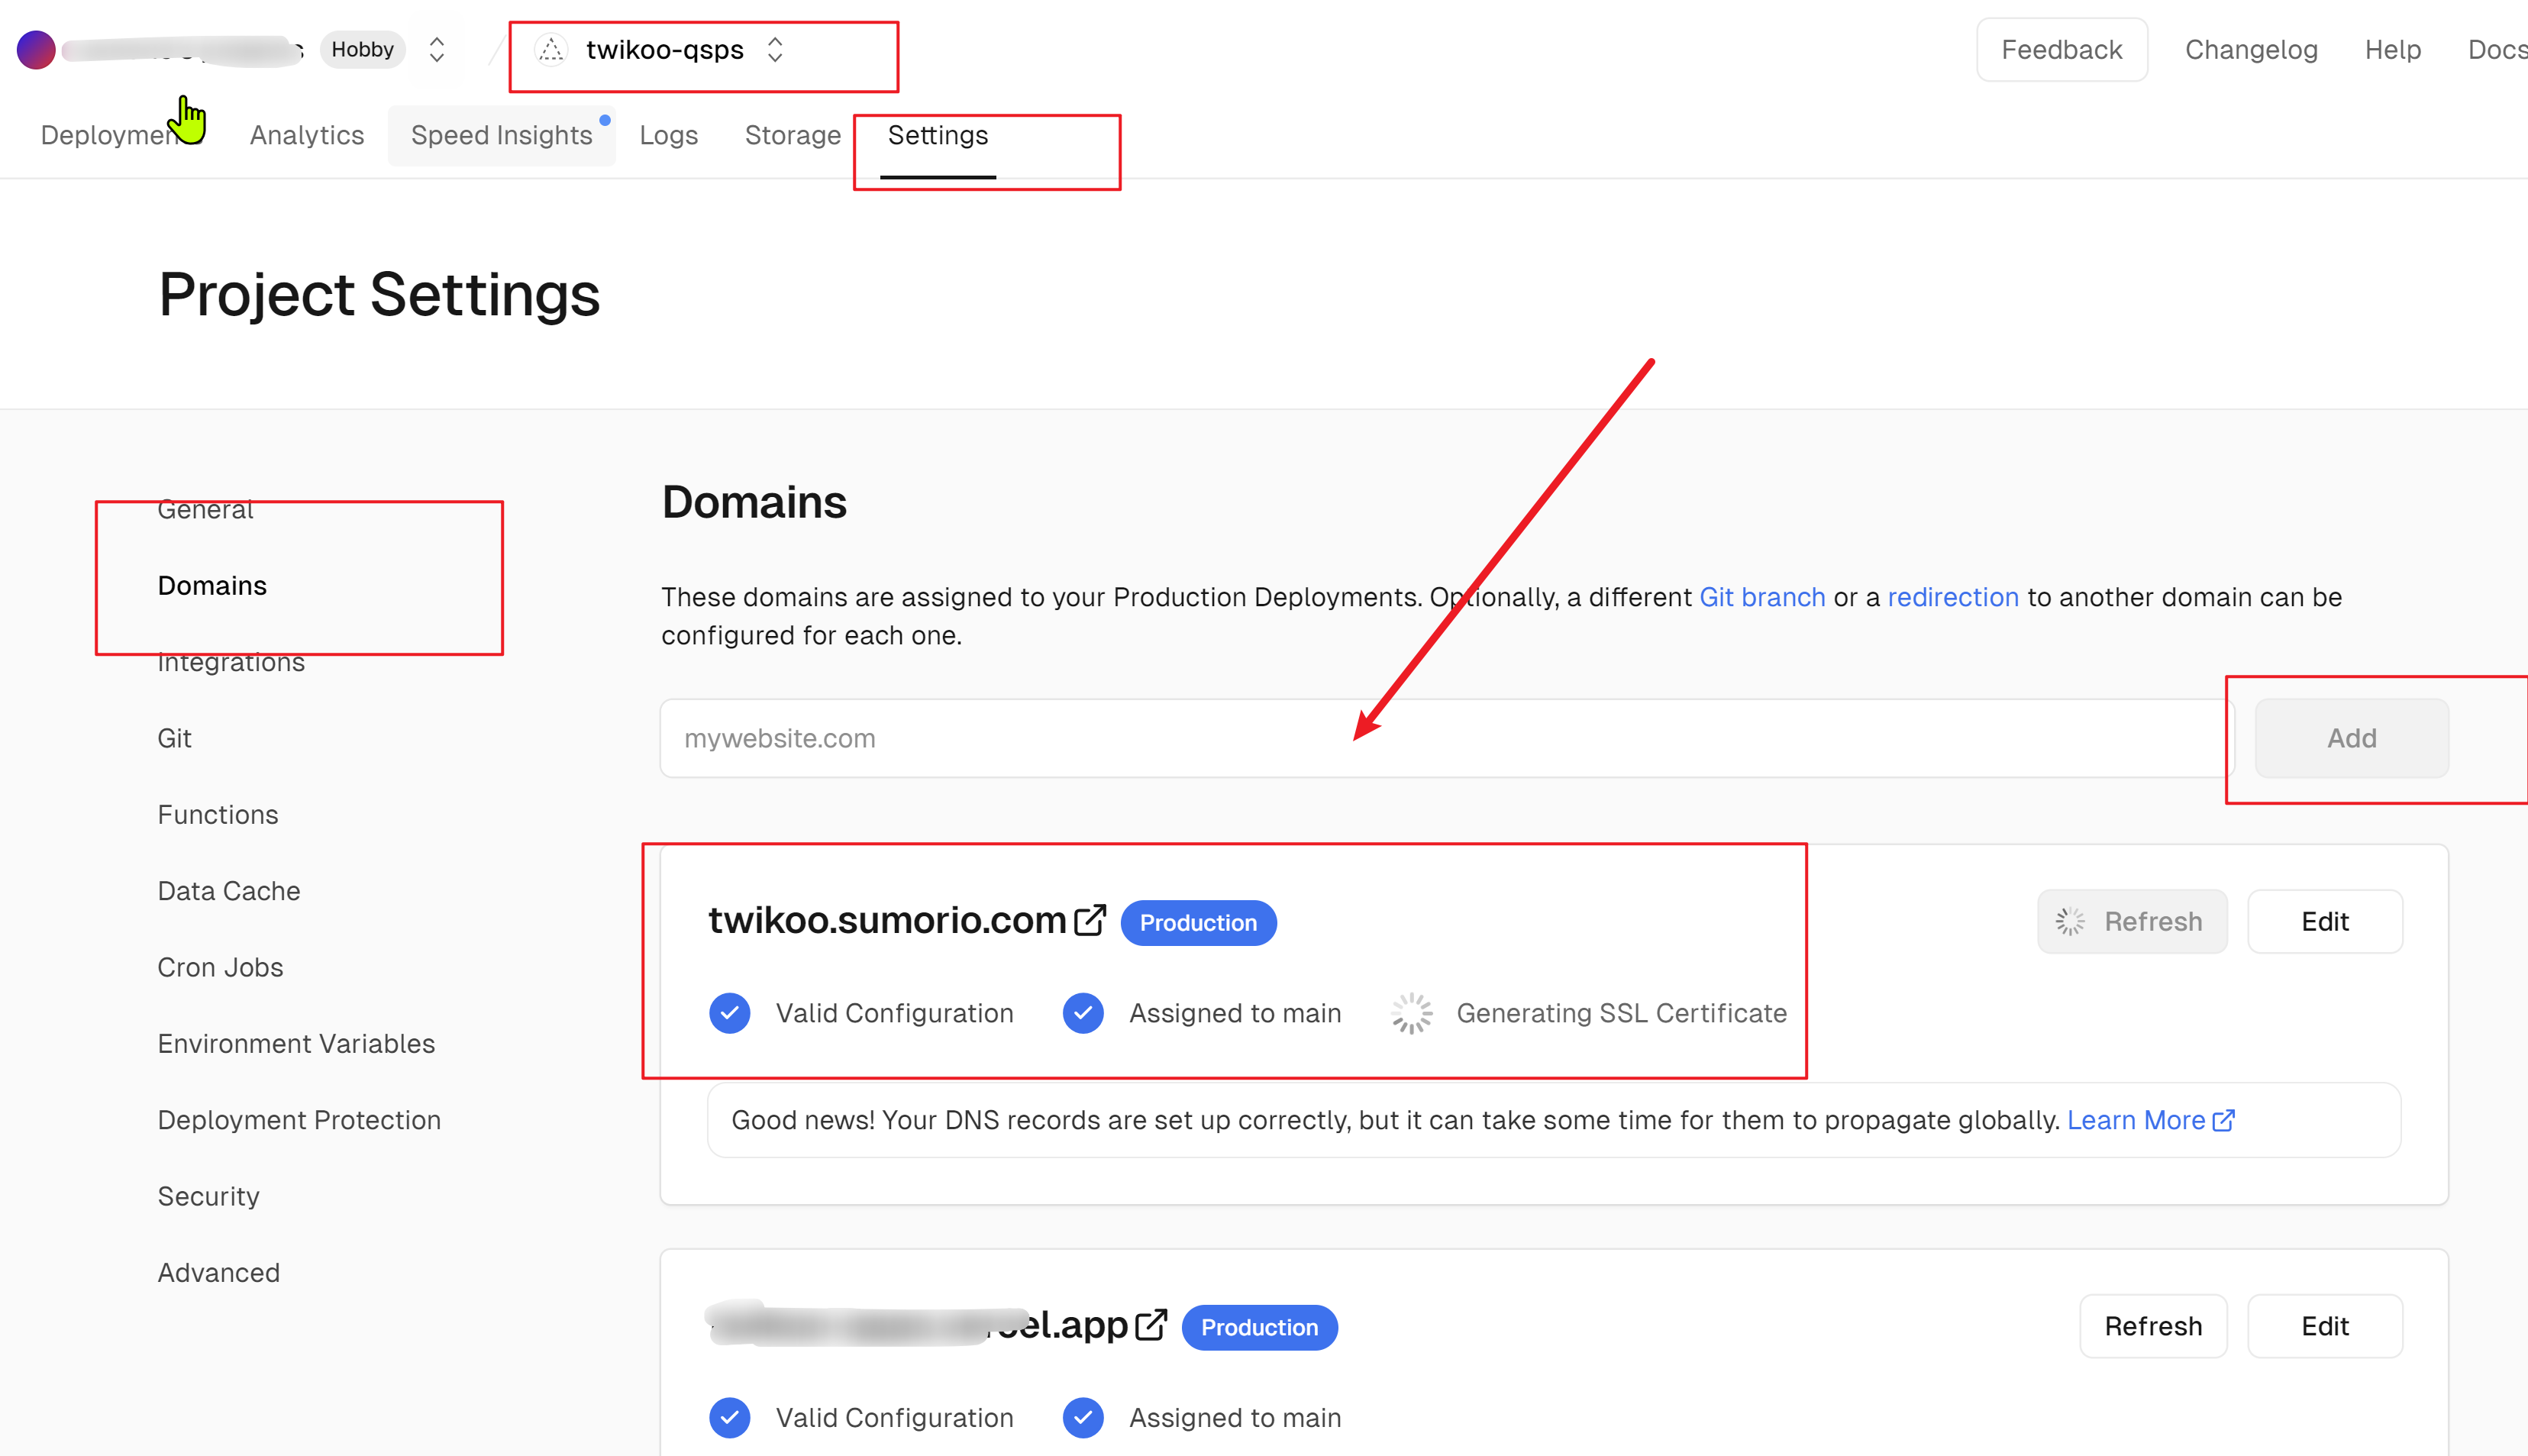 Hobby
twikoo-qsps
Feedback
Changelog
Help
Docs
Analytics
Speed Insights
Logs
Storage
Settings
Project Settings
General
Domains
Integrations
Git
Functions
Data Cache
Cron Jobs
Environment Variables
Deployment Protection
Security
Advanced
Domains
These domains are assigned to your Production Deployments. Optionally, a different Git branch or a redirection to another domain can be
configured for each one.
mywebsite.com
Add
twikoo.sumorio.com
Production
Refresh
Edit
Valid Configuration
Assigned to main
Generating SSL Certificate
Good news! Your DNS records are set up correctly, but it can take some time for them to propagate globally. Learn More
el.app
Production
Refresh
Edit
Valid Configuration
Assigned to main